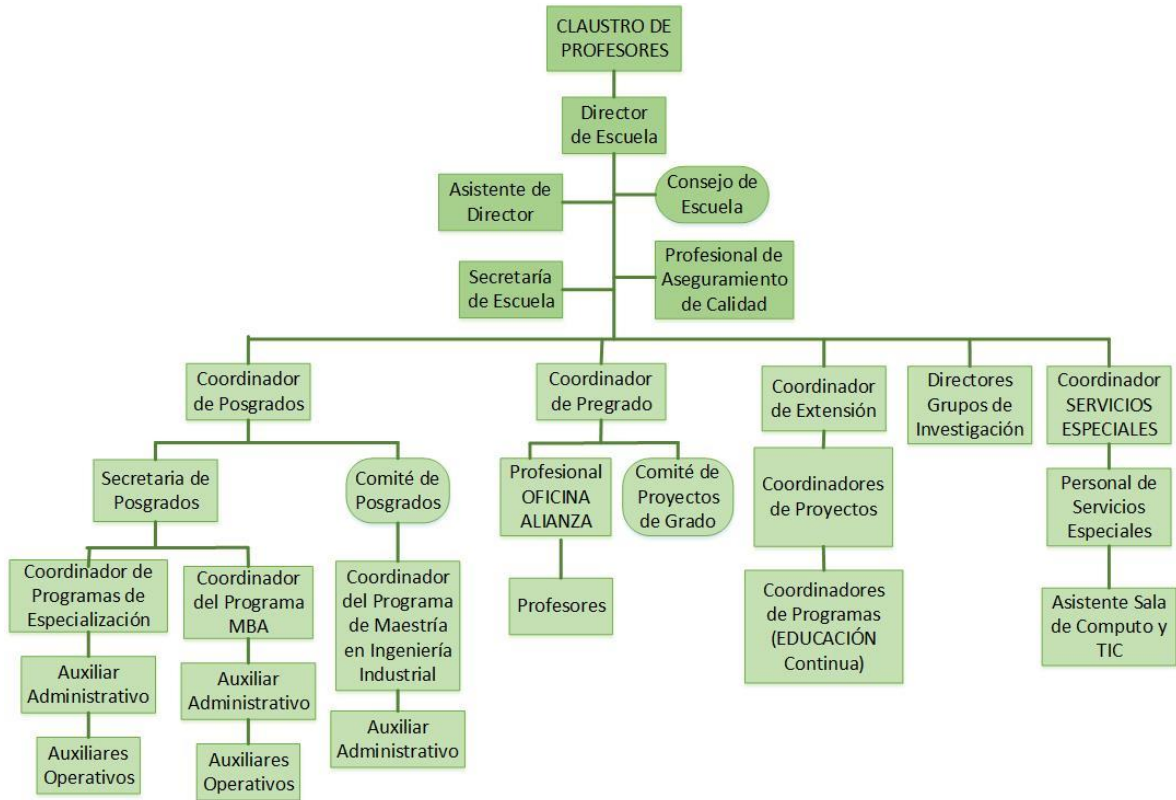 CLAUSTRO DE
PROFESORES
Director
de Escuela
Asistente de
Director
Consejo de
Escuela
Secretaría
de Escuela
Profesional de
Aseguramiento
de Calidad
Coordinador
de Posgrados
Coordinador
de Pregrado
Coordinador
de Extensión
Directores
Grupos de
Investigación
Coordinador
SERVICIOS
ESPECIALES
Secretaria de
Posgrados
Comité de
Posgrados
Profesional
OFICINA
ALIANZA
Comité de
Proyectos
de Grado
Coordinadores
de Proyectos
Personal de
Servicios
Especiales
Coordinador de
Programas de
Especialización
Coordinador
del Programa
MBA
Coordinador
del Programa
de Maestría
en Ingeniería
Industrial
Profesores
Coordinadores
de Programas
(EDUCACIÓN
Continua)
Asistente Sala
de Computo y
TIC
Auxiliar
Administrativo
Auxiliar
Administrativo
Auxiliar
Administrativo
Auxiliares
Operativos
Auxiliares
Operativos